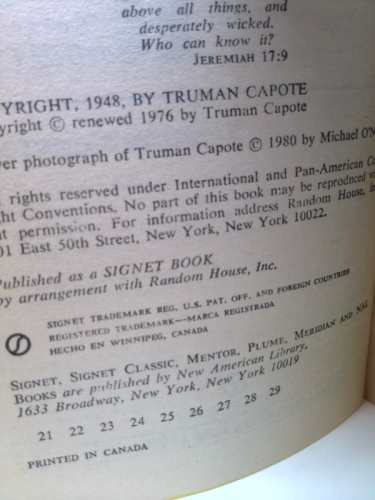 above all things, and
desperately wicked.
Who can know it?
JEREMIAH 17:9
PYRIGHT, 1948, BY TRUMAN CAPOTE
pyright © renewed 1976 by Truman Capote
ver photograph of Truman Capote © 1980 by Michael O'N
rights reserved under International and Pan-American Co
ght Conventions. No part of this book may be reproduced w
t permission. For information address Random House, In
01 East 50th Street, New York, New York 10022.
Published as a SIGNET BOOK
by arrangement with Random House, Inc.
SIGNET TRADEMARK REG. U.S. PAT. OFF. AND FOREIGN COUNTRIES
REGISTERED TRADEMARK—MARCA REGISTRADA
HECHO EN WINNIPEG, CANADA
SIGNET, SIGNET CLASSIC, MENTOR, PLUME, MERIDIAN AND NAL
BOOKS are published by New American Library,
1633 Broadway, New York, New York 10019
21 22 23 24 25 26 27 28 29
PRINTED IN CANADA